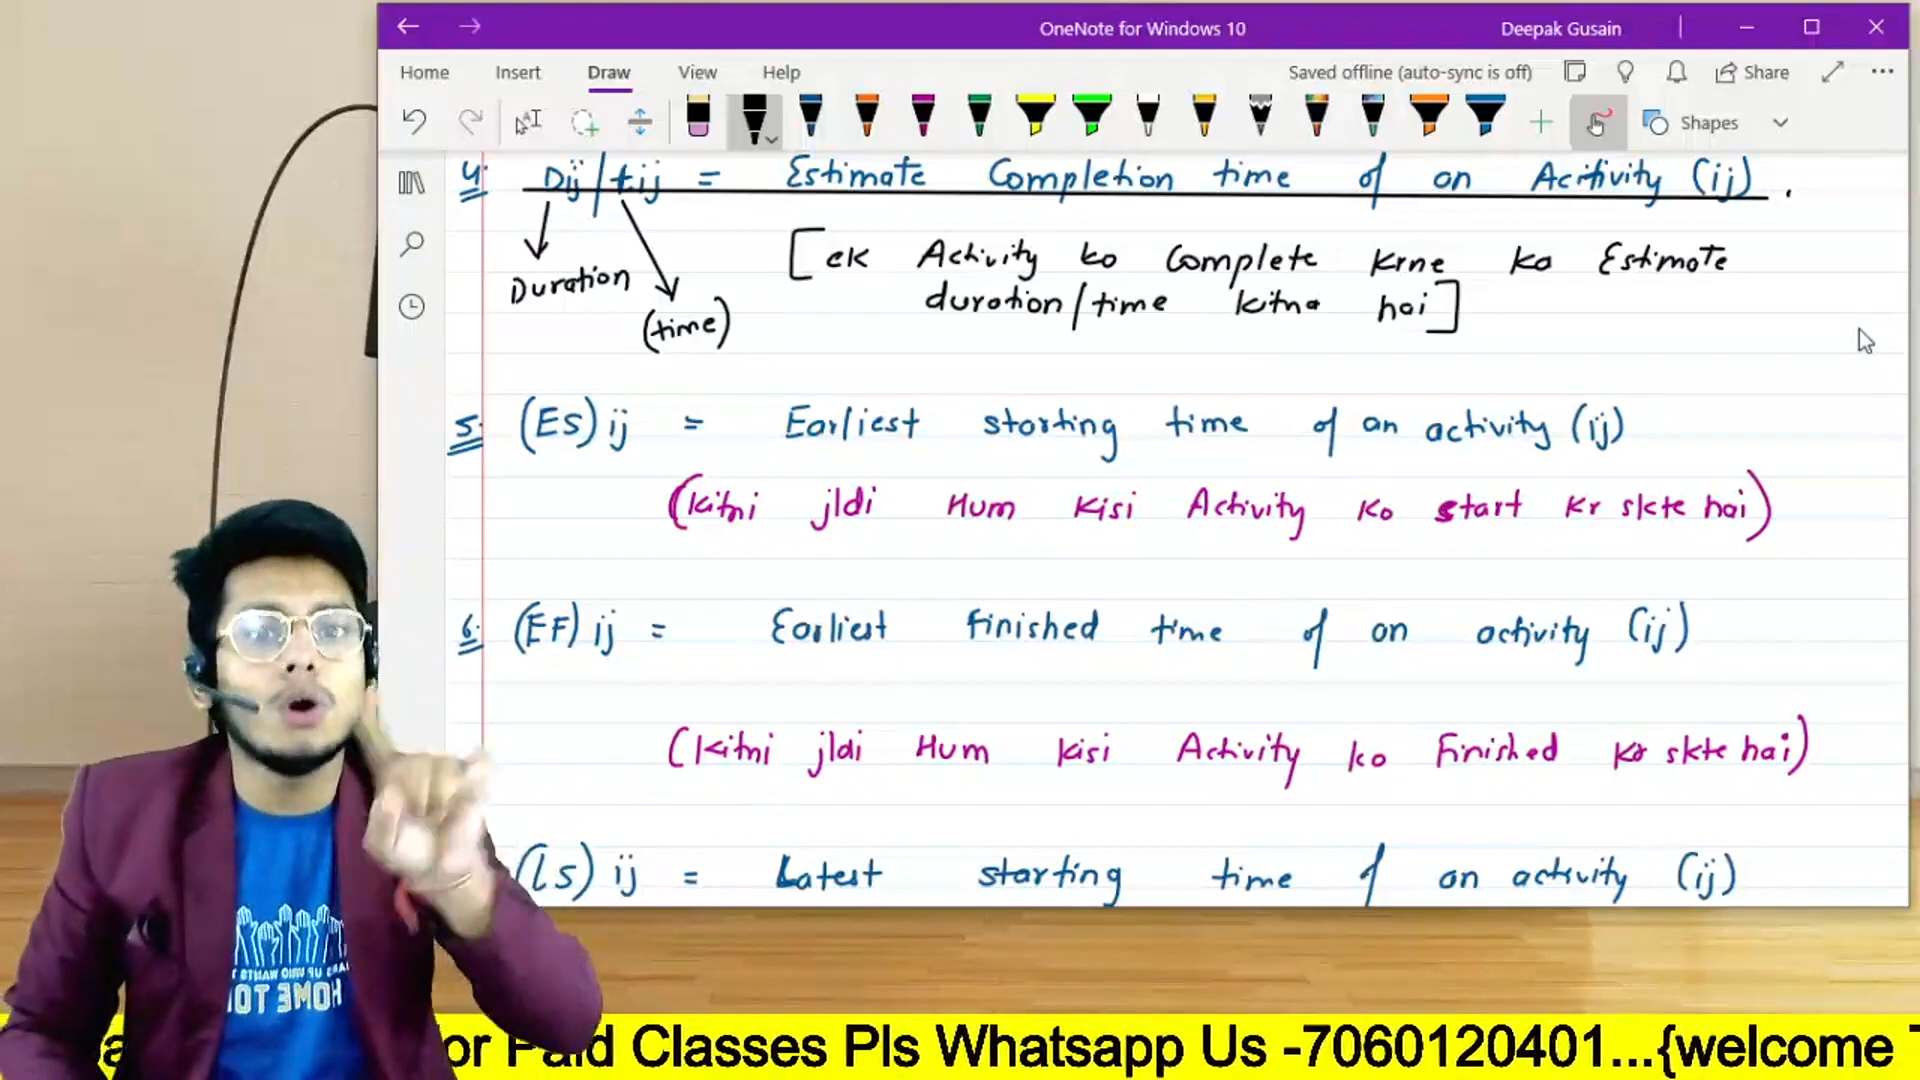 OneNote for Windows 10
Deepak Gusain
Home Insert Draw View Help
Saved offline (auto-sync is off)
Share
Shapes
4. Dij/tij = Estimate Completion time of an Acitivity (ij).
Duration
(time)
[ek Activity ko Complete krne ka Estimate
duration/time kitna hai]
5. (ES) ij = Earliest starting time of an activity (ij)
(Kitni jldi Hum Kisi Activity Ko start Kr skte hai)
6. (EF) ij = Earliest Finished time of an activity (ij)
(Kitni jldi Hum Kisi Activity ko Finished Kr skte hai)
(LS) ij = Latest starting time of an activity (ij)
HOME TOI
or Paid Classes Pls Whatsapp Us -7060120401...{welcome T